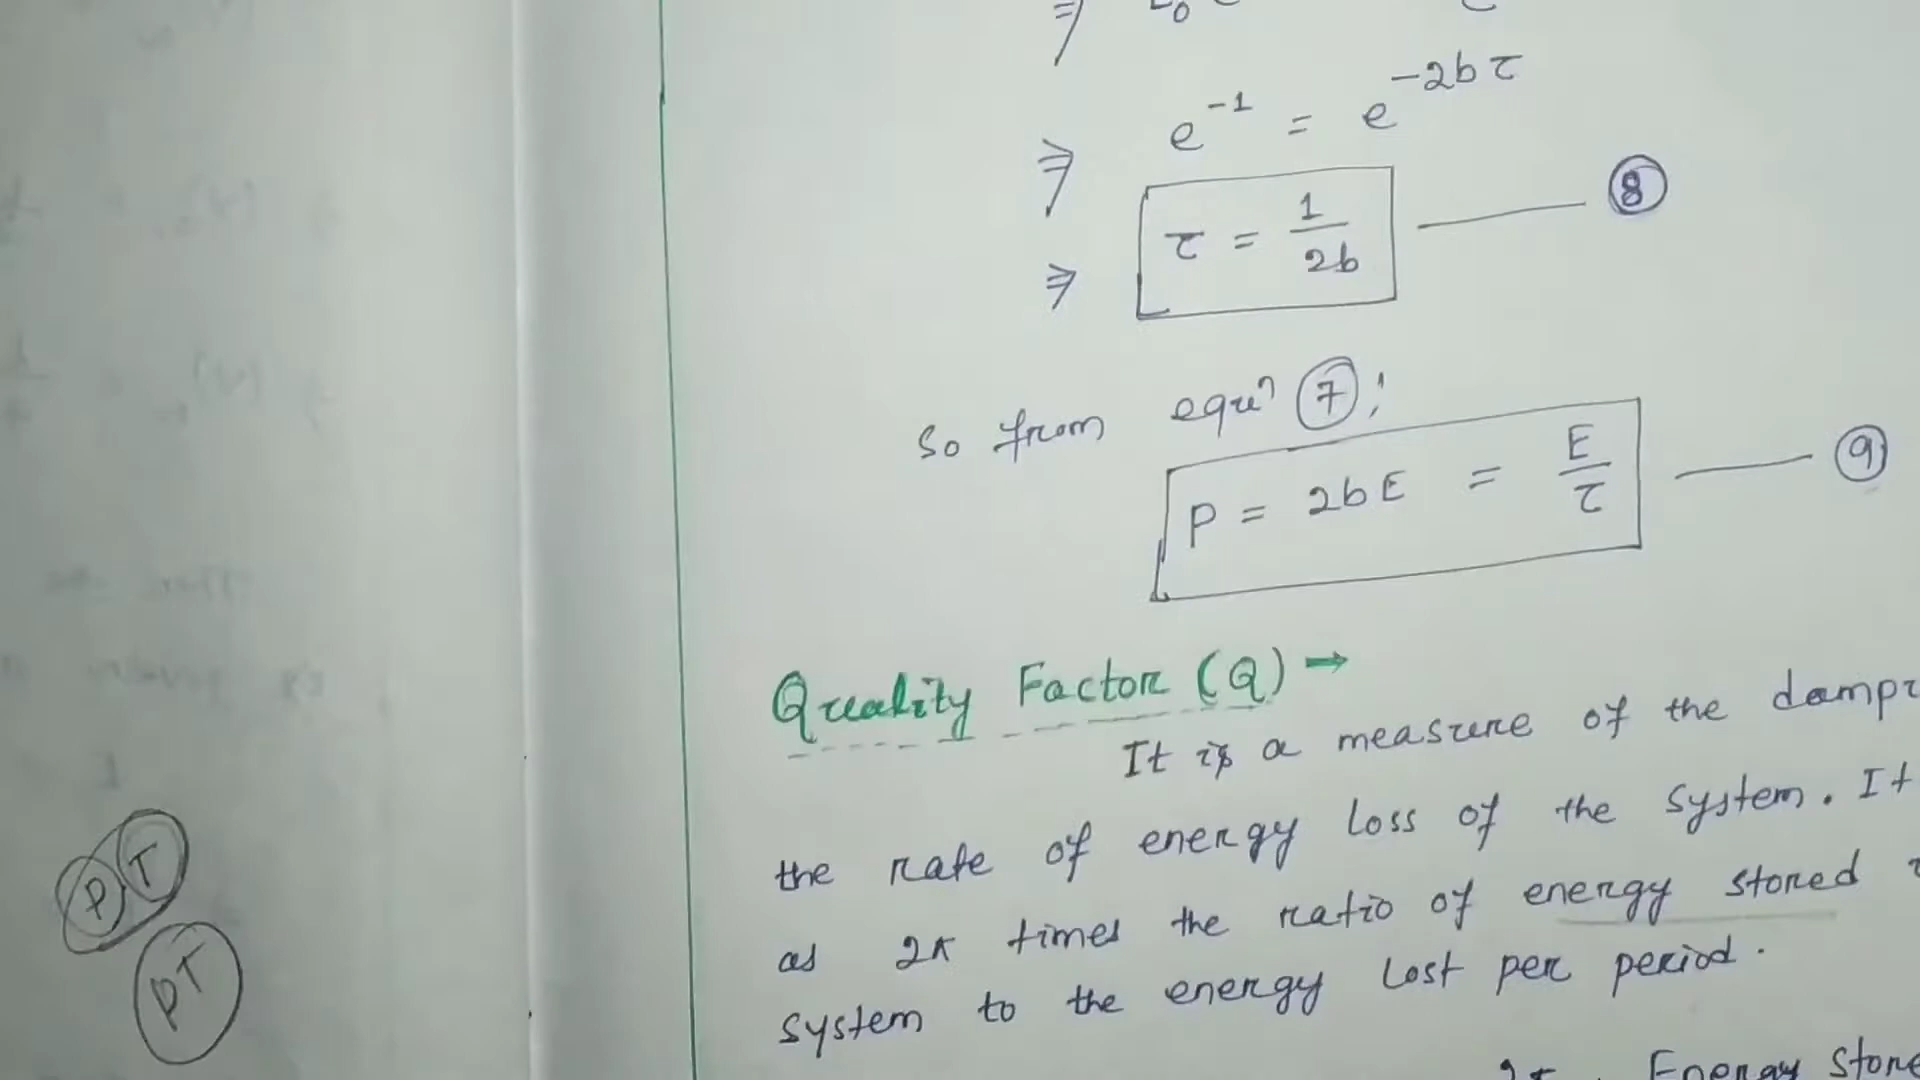 e^{-1} = e^{-2bτ}
⇒ τ = 1/2b — 8
⇒
So from equⁿ 7;
P = 2bE = E/τ — 9
Quality Factor (Q) →
It is a measure of the
the rate of energy loss of the system. It
as 2π times the ratio of energy stored
system to the energy lost per period.
Energy
P T
PT